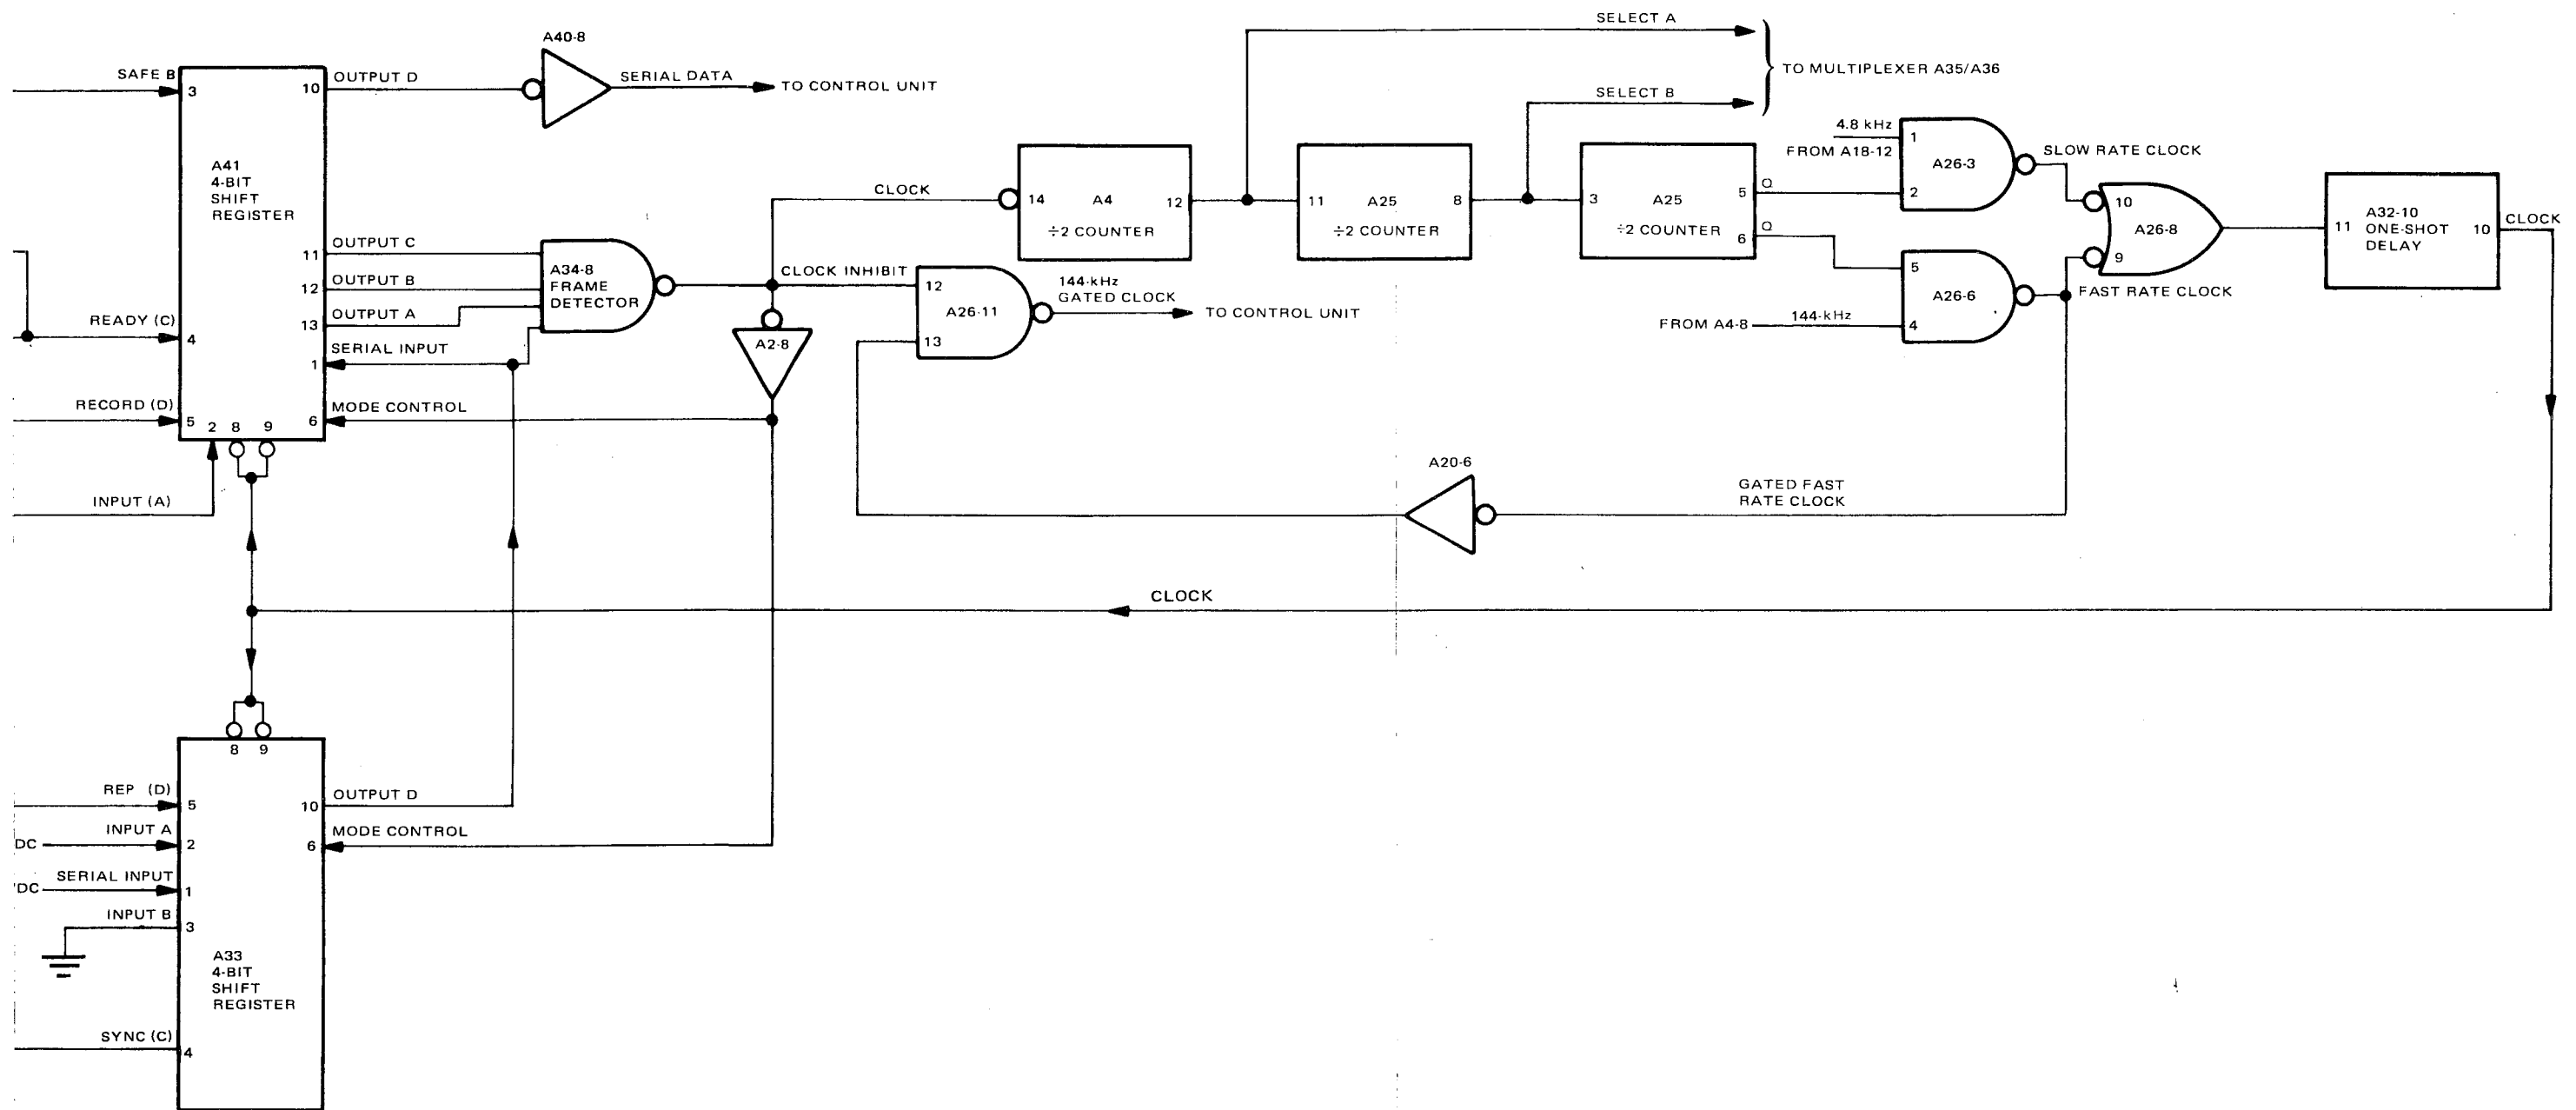 SELECT A
A40-8
SAFE B
3
10
OUTPUT D
SERIAL DATA
TO CONTROL UNIT
TO MULTIPLEXER A35/A36
SELECT B
A41
4-BIT
SHIFT
REGISTER
4.8 kHz
FROM A18-12
1
2
A26-3
SLOW RATE CLOCK
CLOCK
14
A4
12
÷2 COUNTER
11
A25
8
÷2 COUNTER
3
A25
÷2 COUNTER
5
Q
6
Q
10
A26-8
9
11
A32-10
ONE-SHOT
DELAY
10
CLOCK
11
OUTPUT C
12
OUTPUT B
13
OUTPUT A
A34-8
FRAME
DETECTOR
CLOCK INHIBIT
12
A26-11
13
144-kHz
GATED CLOCK
TO CONTROL UNIT
5
A26-6
4
FAST RATE CLOCK
FROM A4-8
144-kHz
READY (C)
4
SERIAL INPUT
1
A2-8
RECORD (D)
5
2
8
9
6
MODE CONTROL
INPUT (A)
A20-6
GATED FAST
RATE CLOCK
CLOCK
8
9
REP (D)
5
10
OUTPUT D
DC
INPUT A
2
6
MODE CONTROL
DC
SERIAL INPUT
1
INPUT B
3
A33
4-BIT
SHIFT
REGISTER
SYNC (C)
4